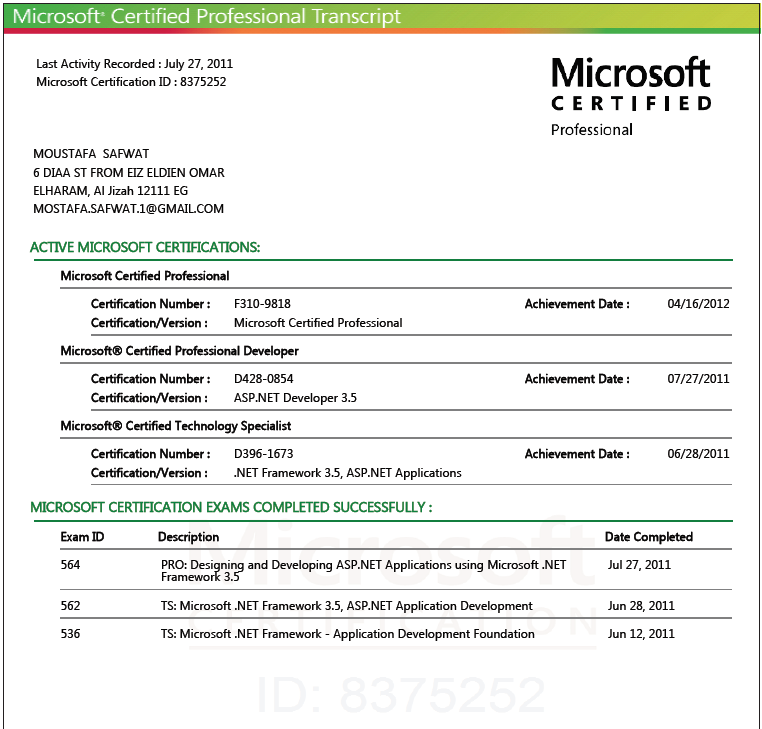 Microsoft® Certified Professional Transcript
Last Activity Recorded : July 27, 2011
Microsoft Certification ID : 8375252
Microsoft
CERTIFIED
Professional
MOUSTAFA SAFWAT
6 DIAA ST FROM EIZ ELDIEN OMAR
ELHARAM, Al Jizah 12111 EG
MOSTAFA.SAFWAT.1@GMAIL.COM
ACTIVE MICROSOFT CERTIFICATIONS:
Microsoft Certified Professional
Certification Number : F310-9818 Achievement Date : 04/16/2012
Certification/Version : Microsoft Certified Professional
Microsoft® Certified Professional Developer
Certification Number : D428-0854 Achievement Date : 07/27/2011
Certification/Version : ASP.NET Developer 3.5
Microsoft® Certified Technology Specialist
Certification Number : D396-1673 Achievement Date : 06/28/2011
Certification/Version : .NET Framework 3.5, ASP.NET Applications
MICROSOFT CERTIFICATION EXAMS COMPLETED SUCCESSFULLY :
Exam ID Description Date Completed
564 PRO: Designing and Developing ASP.NET Applications using Microsoft .NET Jul 27, 2011
Framework 3.5
562 TS: Microsoft .NET Framework 3.5, ASP.NET Application Development Jun 28, 2011
536 TS: Microsoft .NET Framework - Application Development Foundation Jun 12, 2011
Microsoft
CERTIFICATION
ID: 8375252